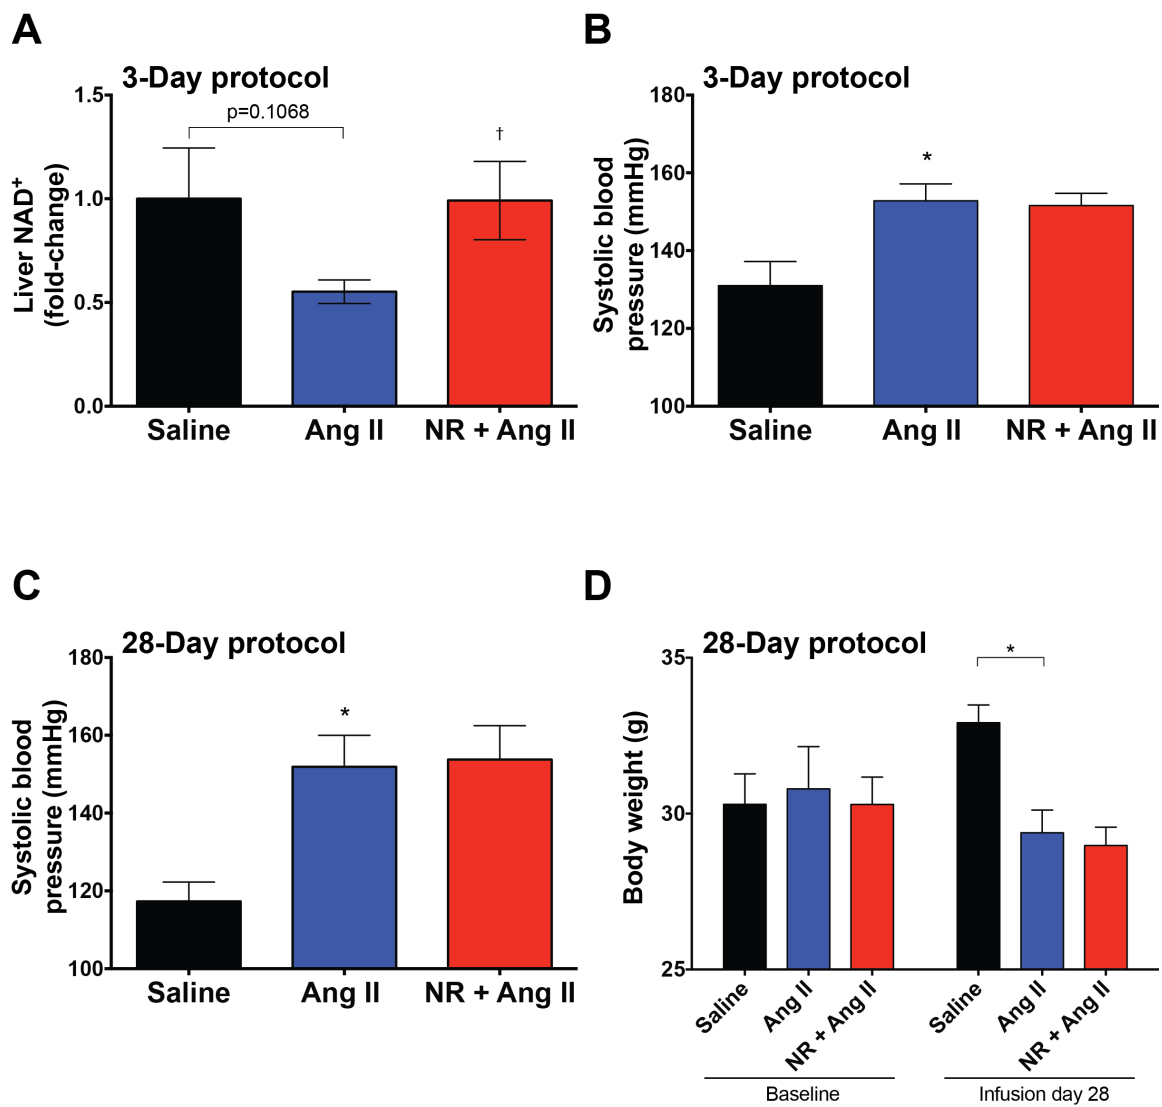 A
3-Day protocol
1.5
1.0
0.5
0.0
Liver NAD+
(fold-change)
p=0.1068
†
Saline
Ang II
NR + Ang II
B
3-Day protocol
180
160
140
120
100
Systolic blood
pressure (mmHg)
*
Saline
Ang II
NR + Ang II
C
28-Day protocol
180
160
140
120
100
Systolic blood
pressure (mmHg)
*
Saline
Ang II
NR + Ang II
D
28-Day protocol
35
30
25
Body weight (g)
*
Saline
Ang II
NR + Ang II
Saline
Ang II
NR + Ang II
Baseline
Infusion day 28